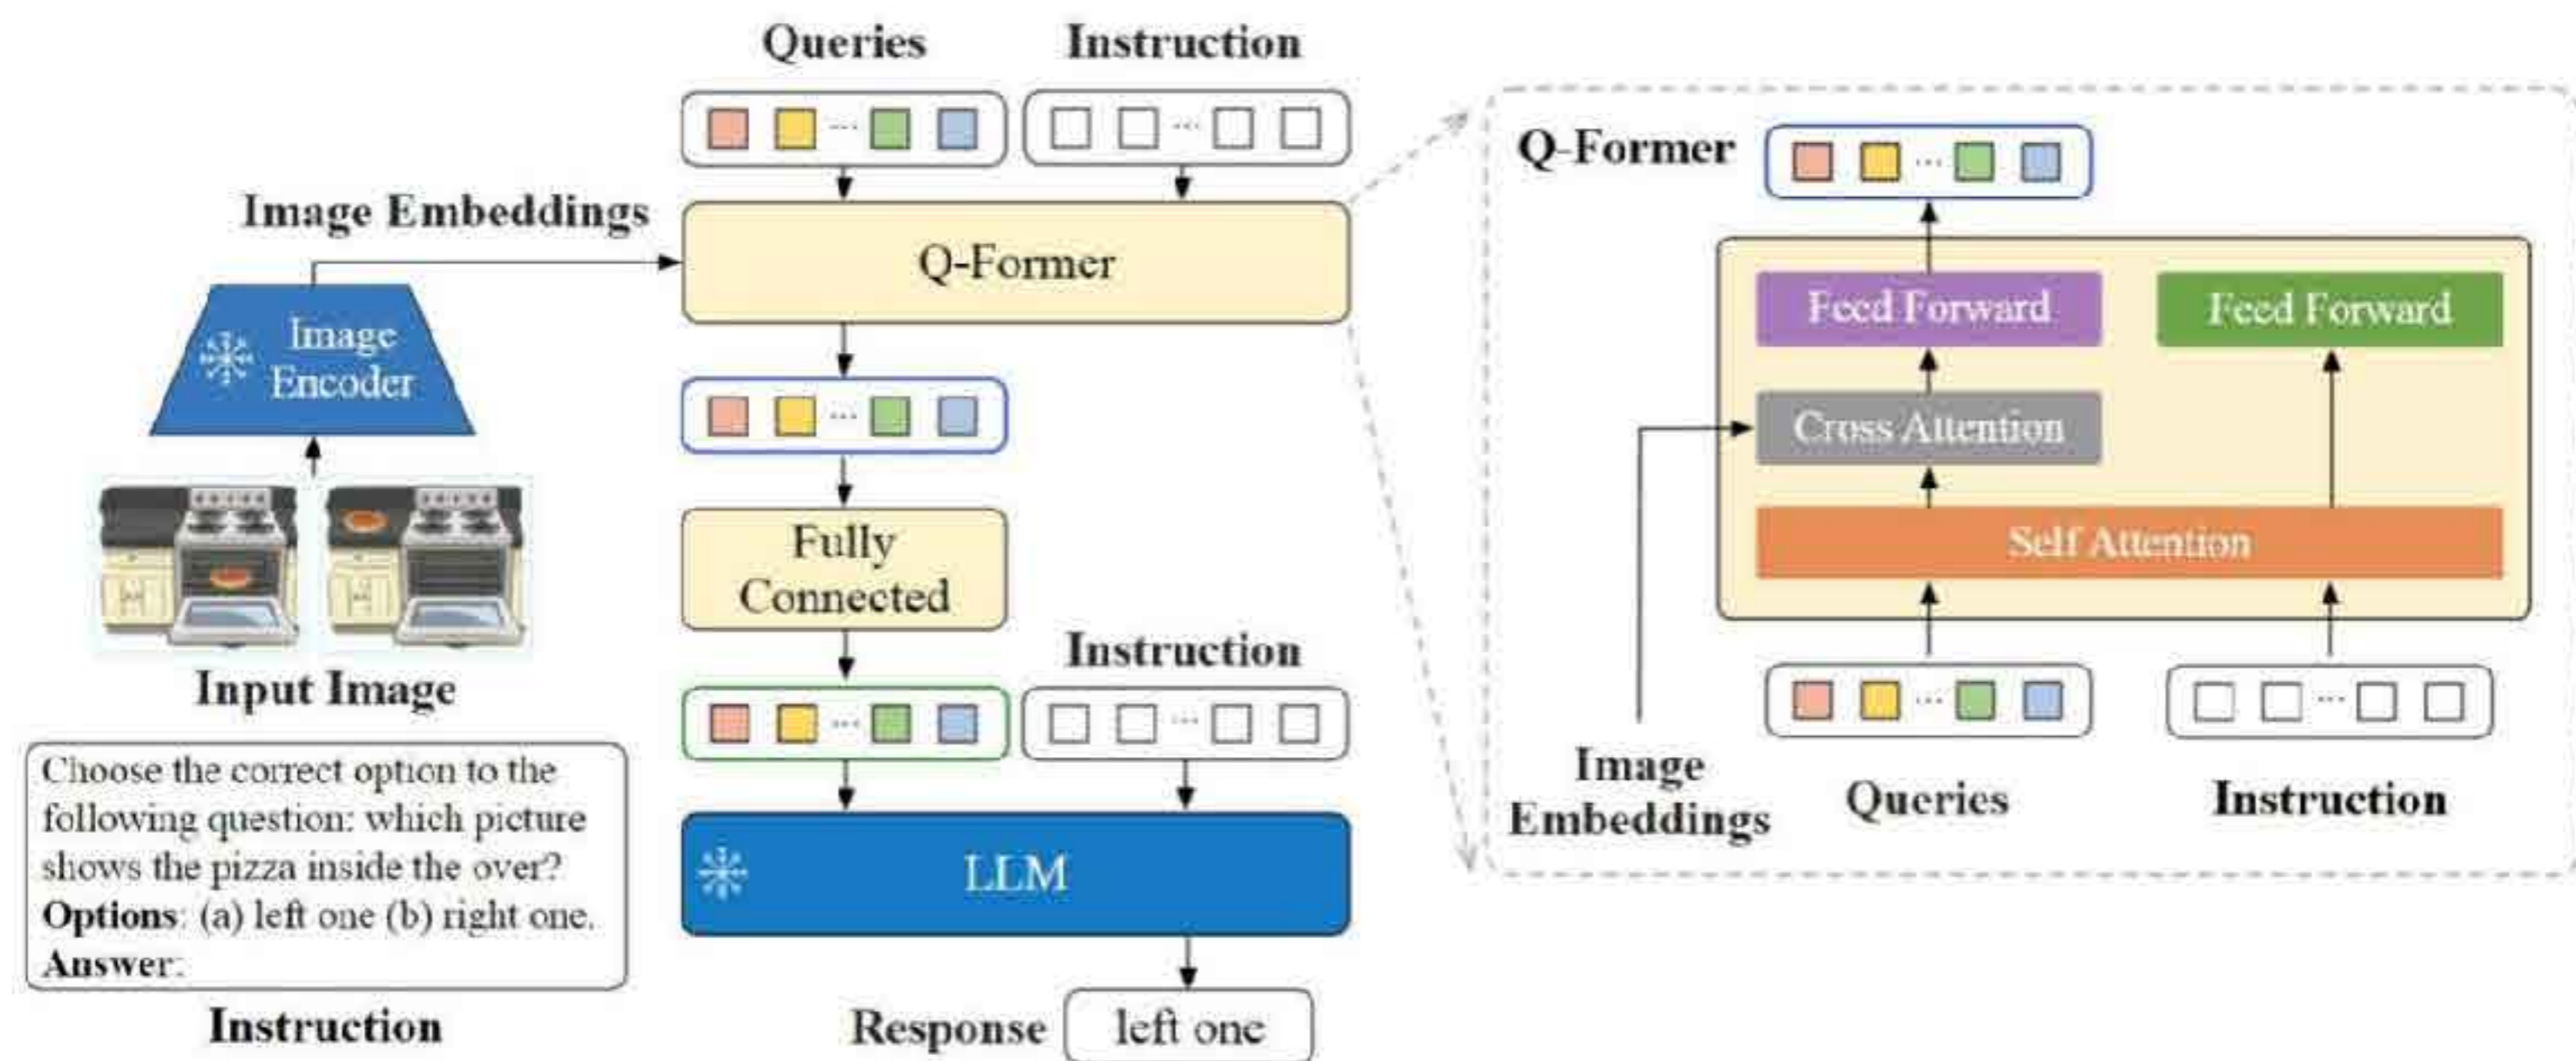 Queries
Instruction
Image Embeddings
Q-Former
Image
Encoder
Input Image
Choose the correct option to the
following question: which picture
shows the pizza inside the over?
Options: (a) left one (b) right one.
Answer:
Instruction
Fully
Connected
Instruction
LLM
Response
left one
Q-Former
Feed Forward
Feed Forward
Cross Attention
Self Attention
Image
Embeddings
Queries
Instruction